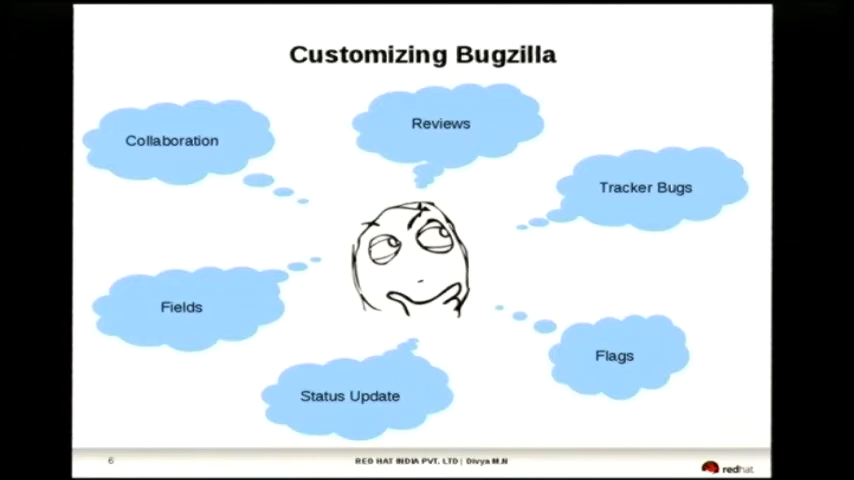 Customizing Bugzilla
Reviews
Collaboration
Tracker Bugs
Fields
Flags
Status Update
6
RED HAT INDIA PVT. LTD | Divya M.N
redhat